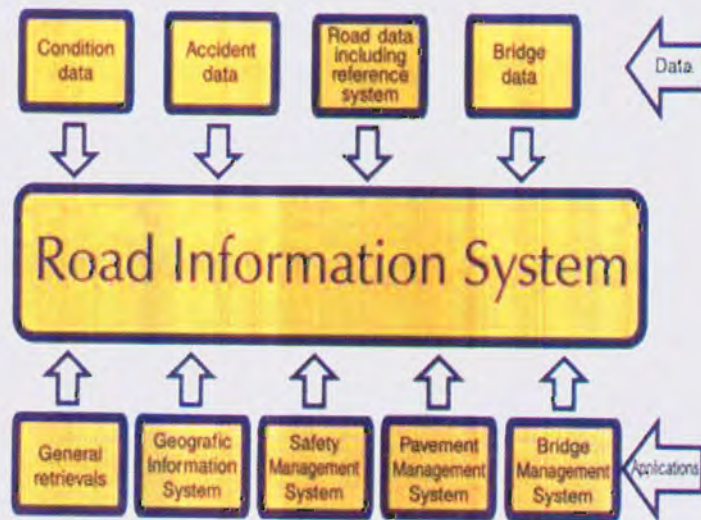 Condition
data
Accident
data
Road data
including
reference
system
Bridge
data
Data
Road Information System
General
retrievals
Geografic
Information
System
Safety
Management
System
Pavement
Management
System
Bridge
Management
System
Applications